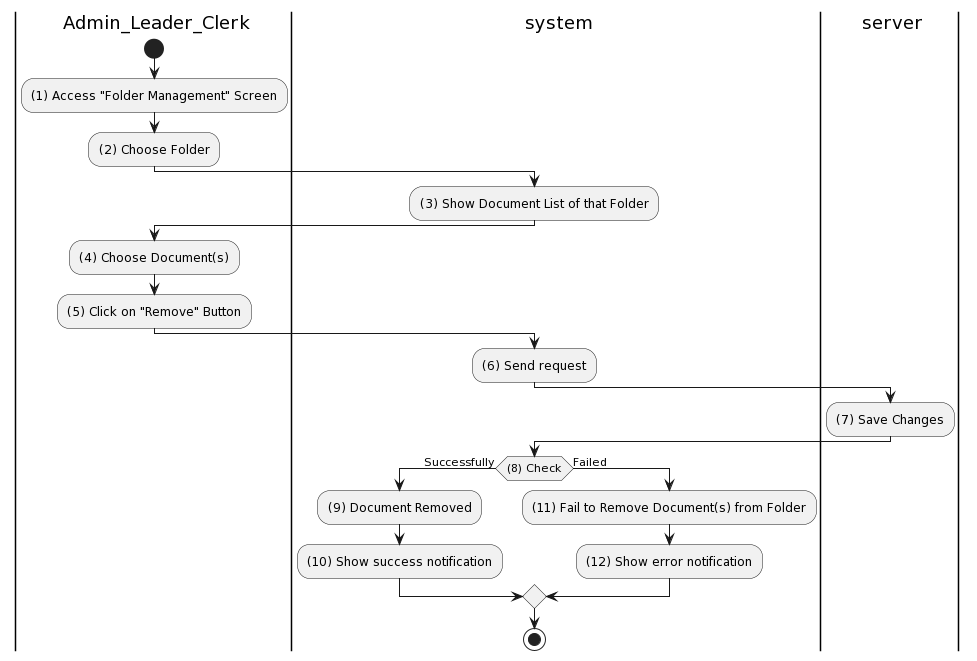 Admin_Leader_Clerk
system
server
(1) Access "Folder Management" Screen
(2) Choose Folder
(3) Show Document List of that Folder
(4) Choose Document(s)
(5) Click on "Remove" Button
(6) Send request
(7) Save Changes
Successfully
(8) Check
Failed
(9) Document Removed
(11) Fail to Remove Document(s) from Folder
(10) Show success notification
(12) Show error notification